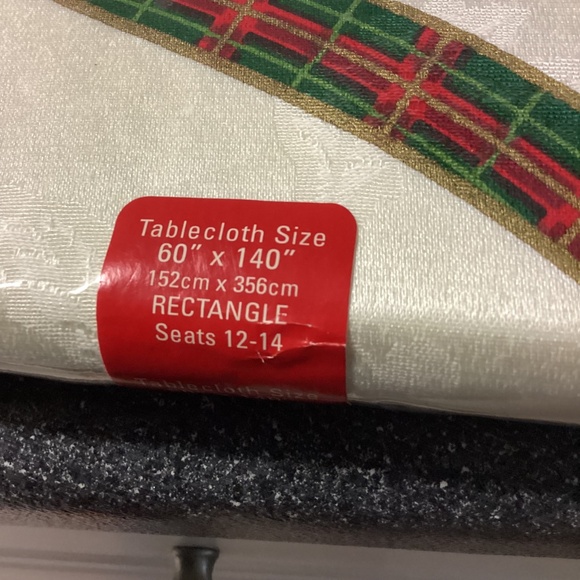 Tablecloth Size
60" x 140"
152cm x 356cm
RECTANGLE
Seats 12-14
Tablecloth Size